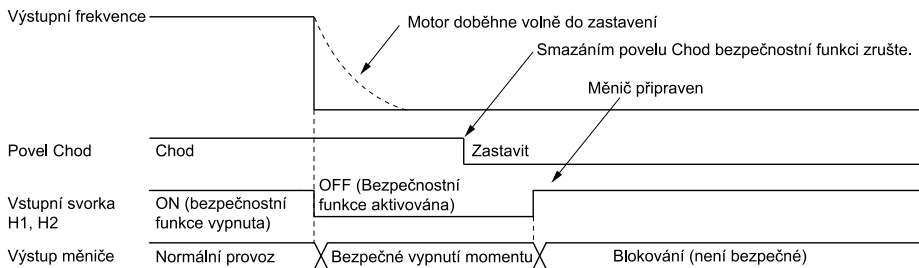 Výstupní frekvence
Motor doběhne volně do zastavení
Smazáním povelu Chod bezpečnostní funkci zrušte.
Měnič připraven
Povel Chod
Chod
Zastavit
Vstupní svorka
H1, H2
ON (bezpečnostní
funkce vypnuta)
OFF (Bezpečnostní
funkce aktivována)
Výstup měniče
Normální provoz
Bezpečné vypnutí momentu
Blokování (není bezpečné)